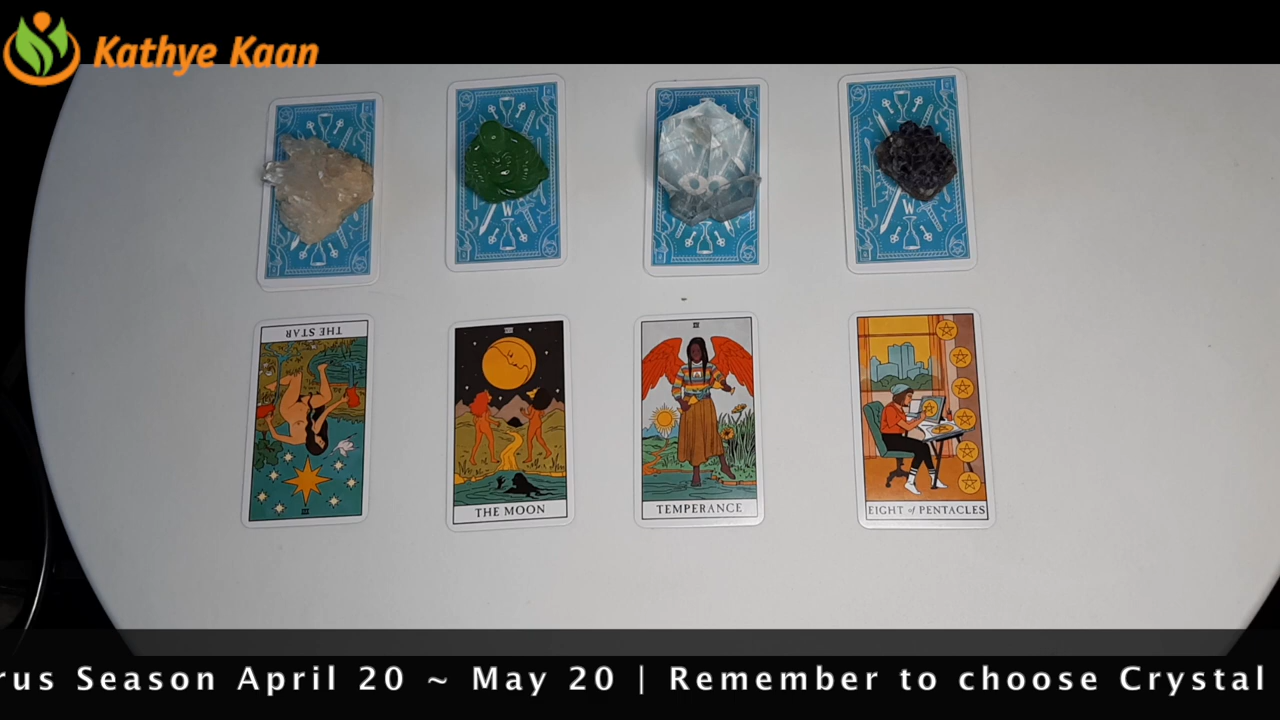 Kathye Kaan
THE STAR
THE MOON
TEMPERANCE
EIGHT of PENTACLES
rus Season April 20 ~ May 20 | Remember to choose Crystal